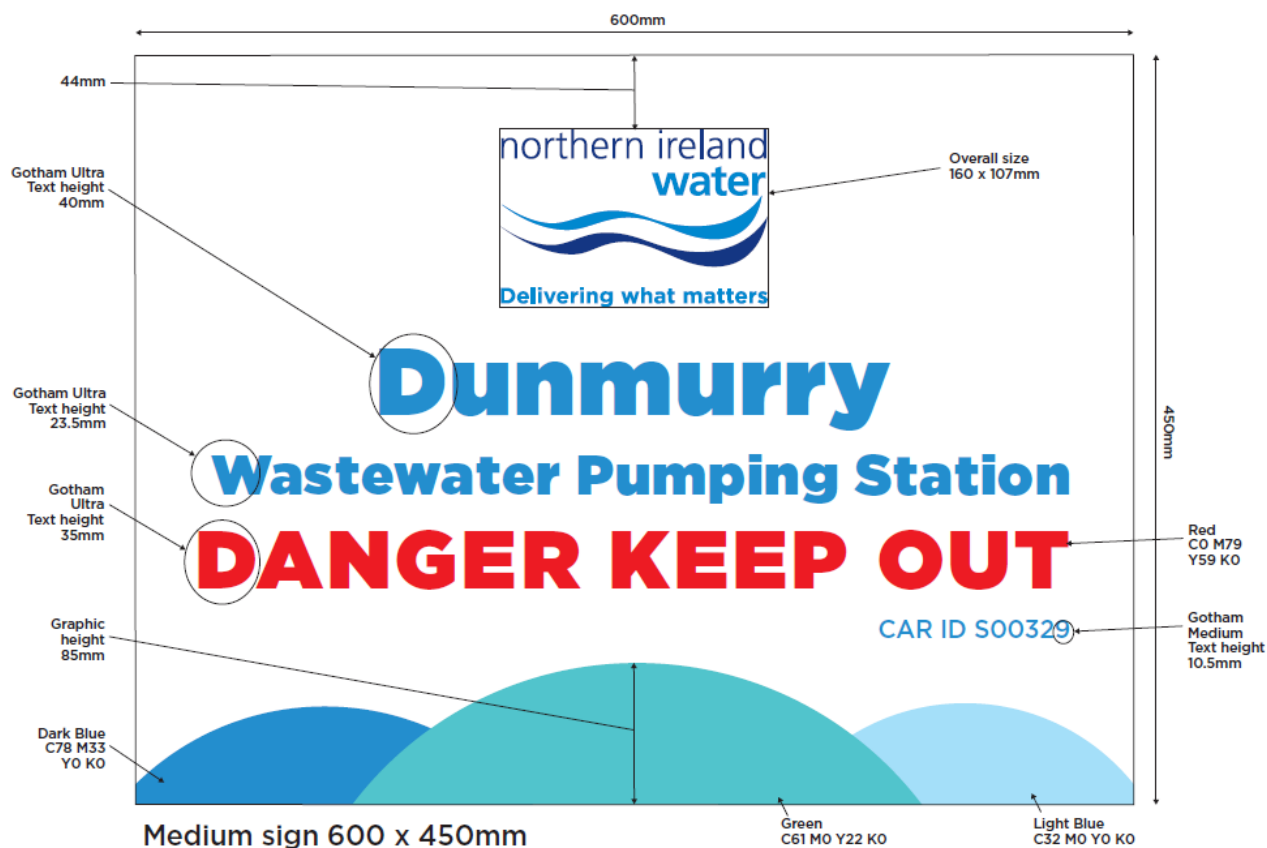 600mm
44mm
northern ireland
water
Delivering what matters
Overall size
160 x 107mm
Gotham Ultra
Text height
40mm
Dunmurry
Gotham Ultra
Text height
23.5mm
Wastewater Pumping Station
450mm
Gotham
Ultra
Text height
35mm
DANGER KEEP OUT
Red
C0 M79
Y59 K0
CAR ID S00329
Gotham
Medium
Text height
10.5mm
Graphic
height
85mm
Dark Blue
C78 M33
Y0 K0
Green
C61 M0 Y22 K0
Light Blue
C32 M0 Y0 K0
Medium sign 600 x 450mm